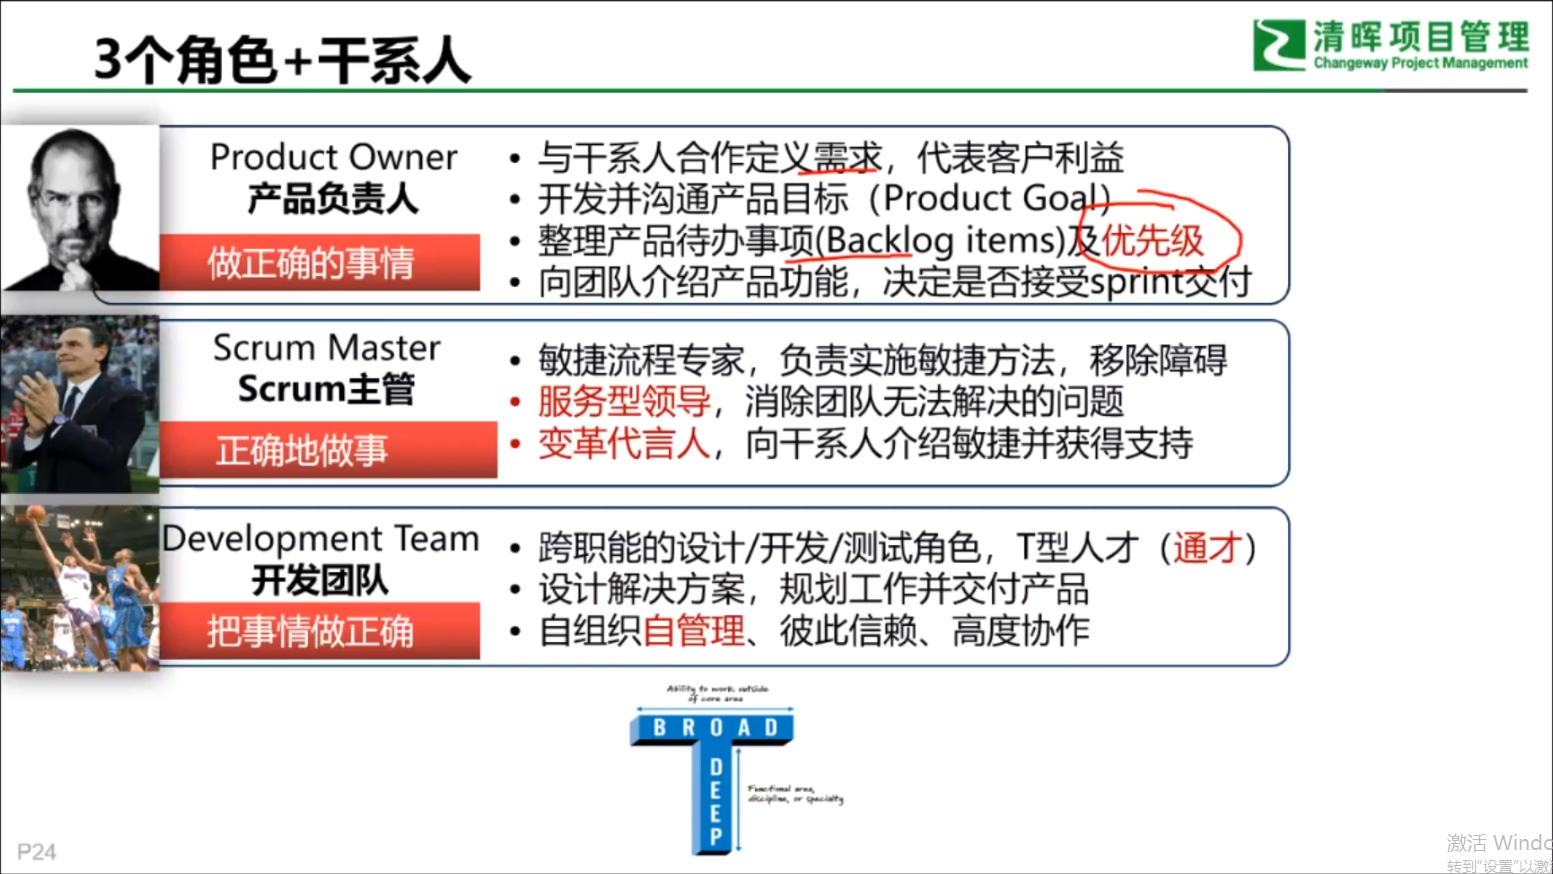 3个角色+干系人
清晖项目管理
Changeway Project Management
Product Owner
产品负责人
做正确的事情
• 与干系人合作定义需求，代表客户利益
• 开发并沟通产品目标（Product Goal）
• 整理产品待办事项(Backlog items)及优先级
• 向团队介绍产品功能，决定是否接受sprint交付
Scrum Master
Scrum主管
正确地做事
• 敏捷流程专家，负责实施敏捷方法，移除障碍
• 服务型领导，消除团队无法解决的问题
• 变革代言人，向干系人介绍敏捷并获得支持
Development Team
开发团队
把事情做正确
• 跨职能的设计/开发/测试角色，T型人才（通才）
• 设计解决方案，规划工作并交付产品
• 自组织自管理、彼此信赖、高度协作
Ability to work outside
of core area
BROAD
DEEP
Functional area,
discipline, or specialty
P24
激活 Windo
转到"设置"以激